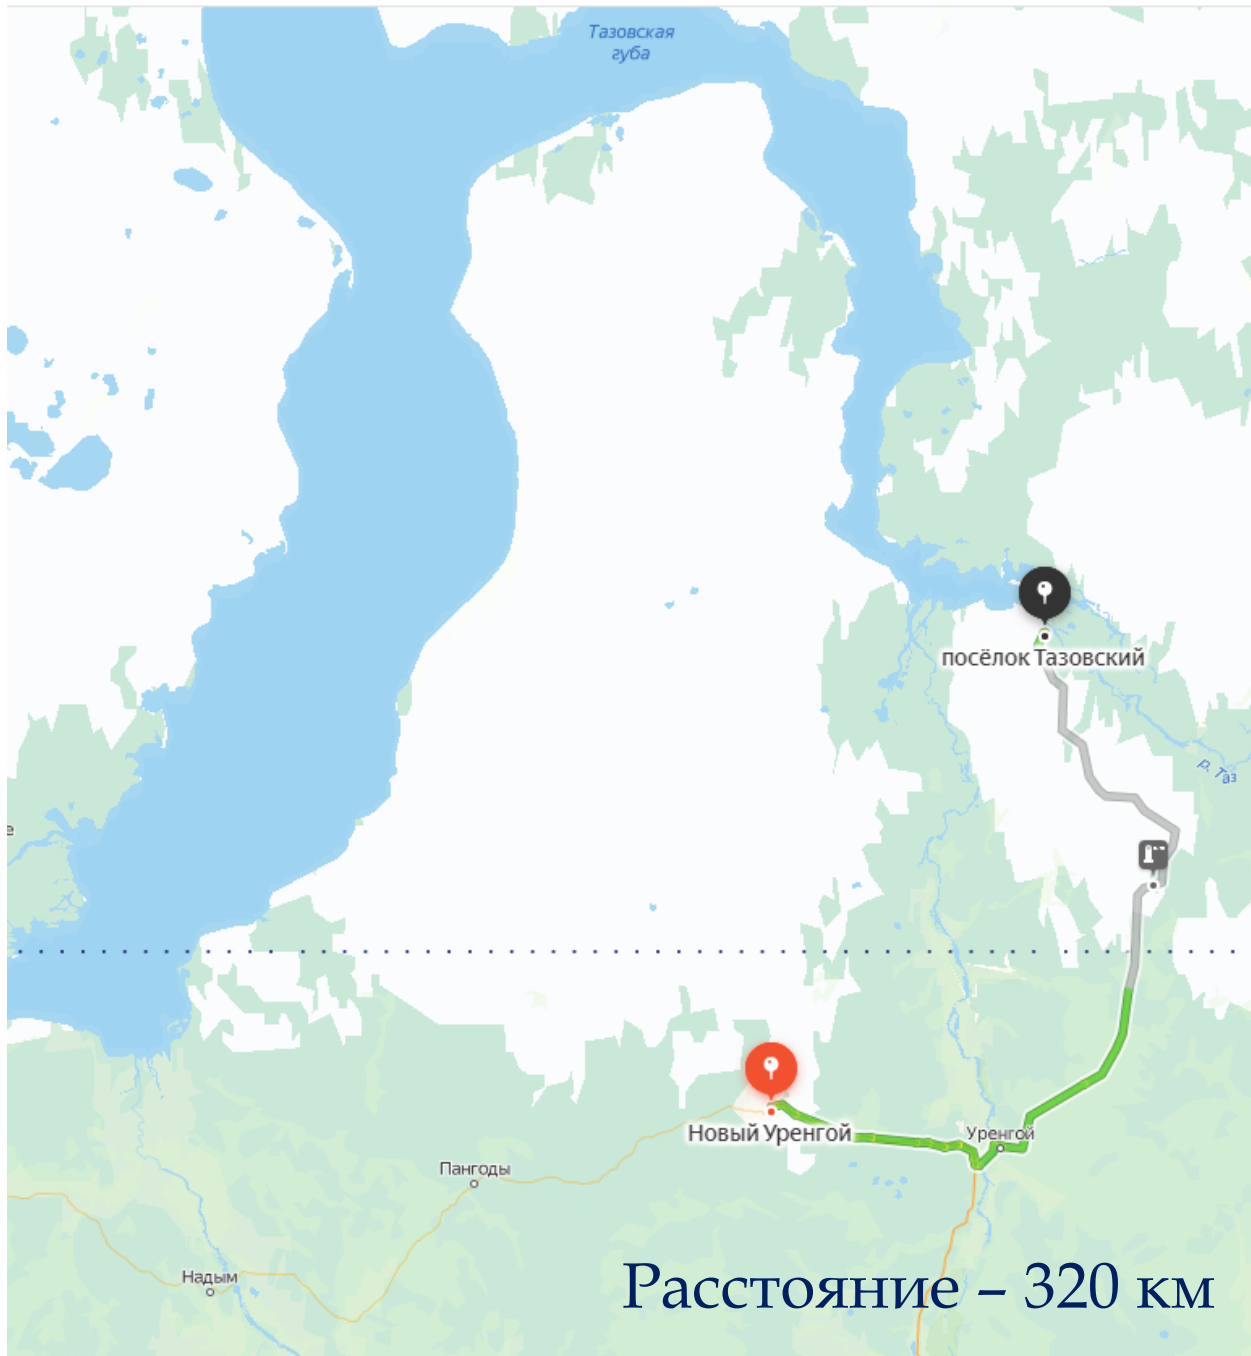 Тазовская
губа
посёлок Тазовский
р. Таз
е
Новый Уренгой
Уренгой
Пангоды
Надым
Расстояние – 320 км